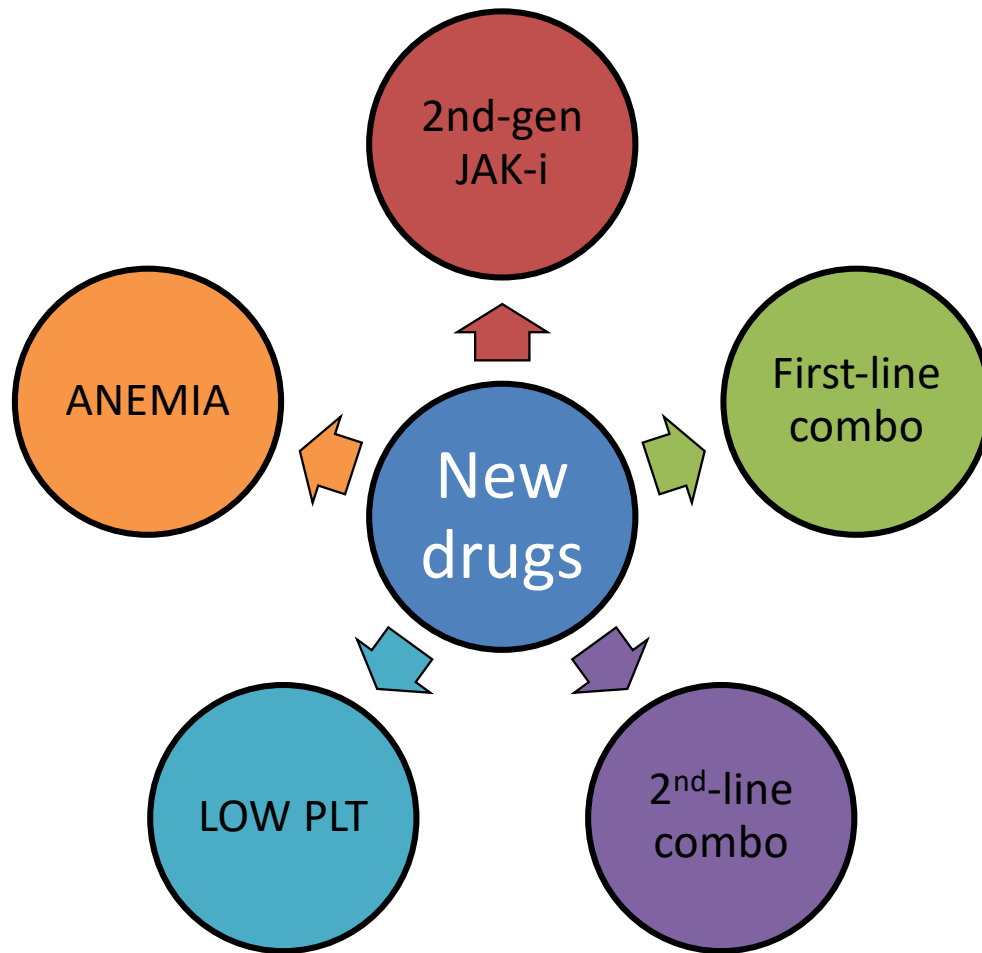 2nd-gen
JAK-i
First-line
combo
ANEMIA
New
drugs
LOW PLT
2nd-line
combo